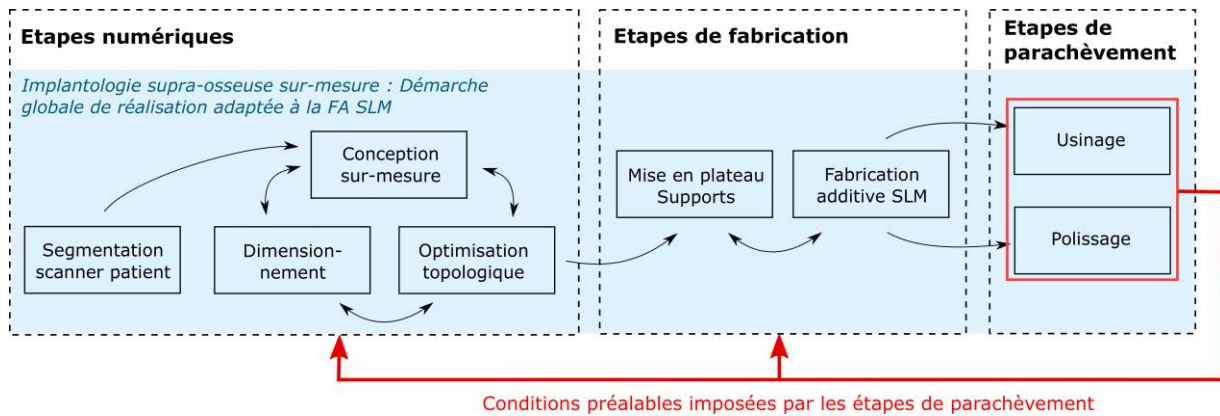 Etapes numériques
Implantologie supra-osseuse sur-mesure : Démarche
globale de réalisation adaptée à la FA SLM
Conception
sur-mesure
Segmentation
scanner patient
Dimension-
nement
Optimisation
topologique
Etapes de fabrication
Mise en plateau
Supports
Fabrication
additive SLM
Etapes de
parachèvement
Usinage
Polissage
Conditions préalables imposées par les étapes de parachèvement